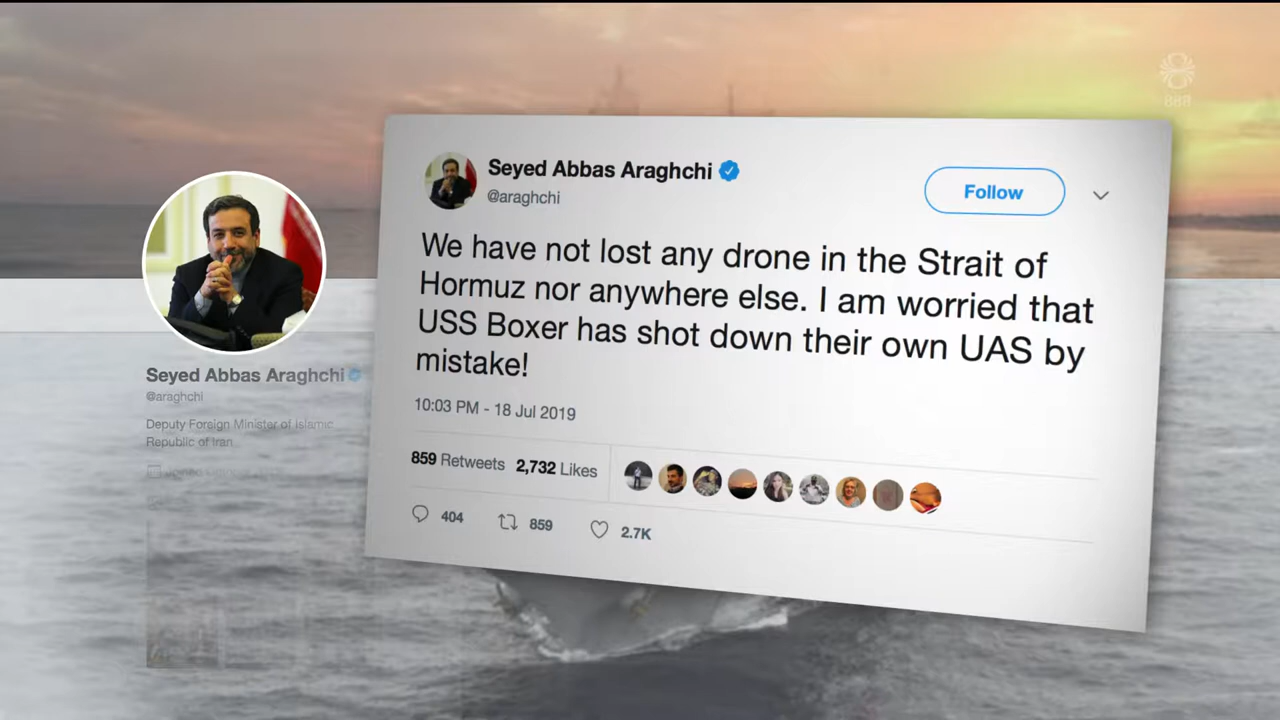 Seyed Abbas Araghchi
@araghchi
Follow
We have not lost any drone in the Strait of
Hormuz nor anywhere else. I am worried that
USS Boxer has shot down their own UAS by
mistake!
10:03 PM - 18 Jul 2019
859 Retweets 2,732 Likes
404 859 2.7K
Seyed Abbas Araghchi
@araghchi
Deputy Foreign Minister of Islamic
Republic of Iran
888